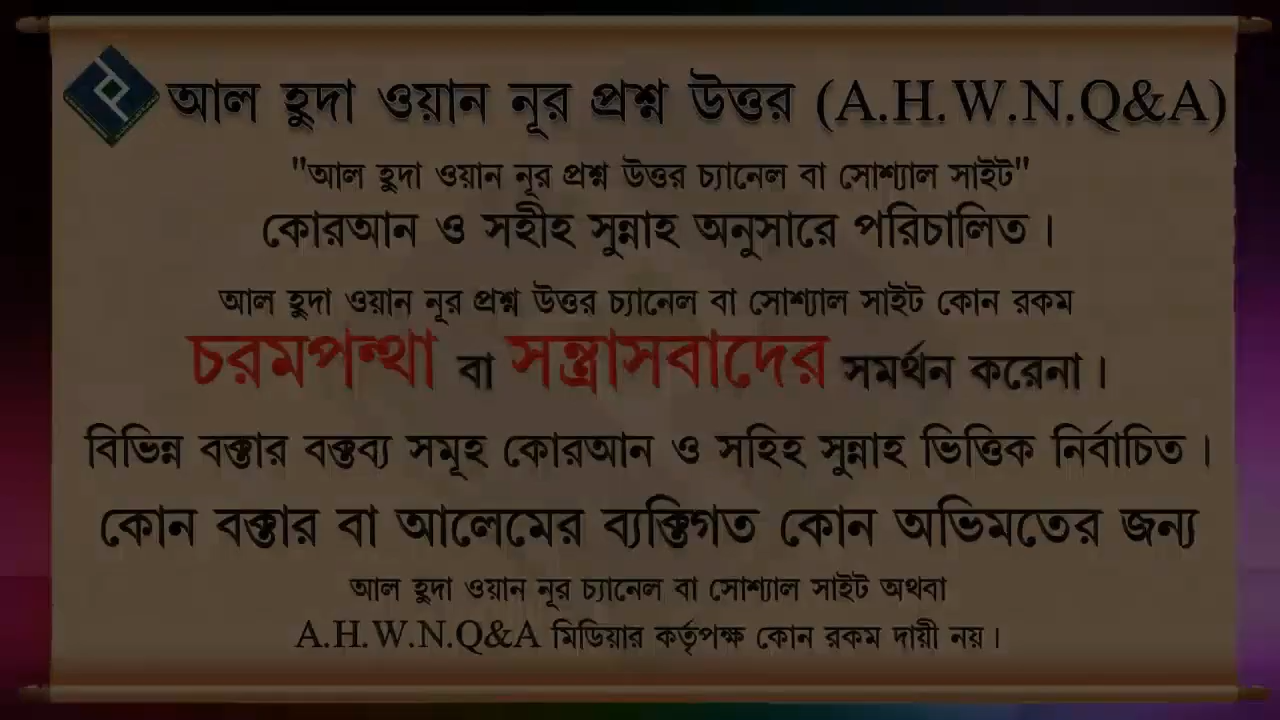 আল হুদা ওয়ান নূর প্রশ্ন উত্তর (A.H.W.N.Q&A)
"আল হুদা ওয়ান নূর প্রশ্ন উত্তর চ্যানেল বা সোশ্যাল সাইট"
কোরআন ও সহীহ সুন্নাহ অনুসারে পরিচালিত।
আল হুদা ওয়ান নূর প্রশ্ন উত্তর চ্যানেল বা সোশ্যাল সাইট কোন রকম
চরমপন্থা বা সন্ত্রাসবাদের সমর্থন করেনা।
বিভিন্ন বক্তার বক্তব্য সমূহ কোরআন ও সহিহ সুন্নাহ ভিত্তিক নির্বাচিত।
কোন বক্তার বা আলেমের ব্যক্তিগত কোন অভিমতের জন্য
আল হুদা ওয়ান নূর চ্যানেল বা সোশ্যাল সাইট অথবা
A.H.W.N.Q&A মিডিয়ার কর্তৃপক্ষ কোন রকম দায়ী নয়।